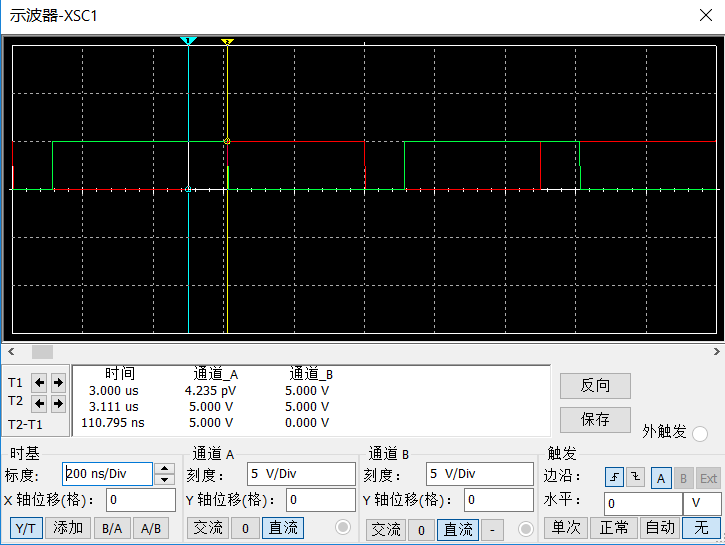 示波器-XSC1
1 3
T1
T2
T2-T1
时间 通道_A 通道_B
3.000 us 4.235 pV 5.000 V
3.111 us 5.000 V 5.000 V
110.795 ns 5.000 V 0.000 V
反向
保存
外触发
时基
标度: 200 ns/Div
X 轴位移(格): 0
Y/T 添加 B/A A/B
通道 A
刻度: 5 V/Div
Y 轴位移(格): 0
交流 0 直流
通道 B
刻度: 5 V/Div
Y 轴位移(格): 0
交流 0 直流 -
触发
边沿: A B Ext
水平: 0 V
单次 正常 自动 无